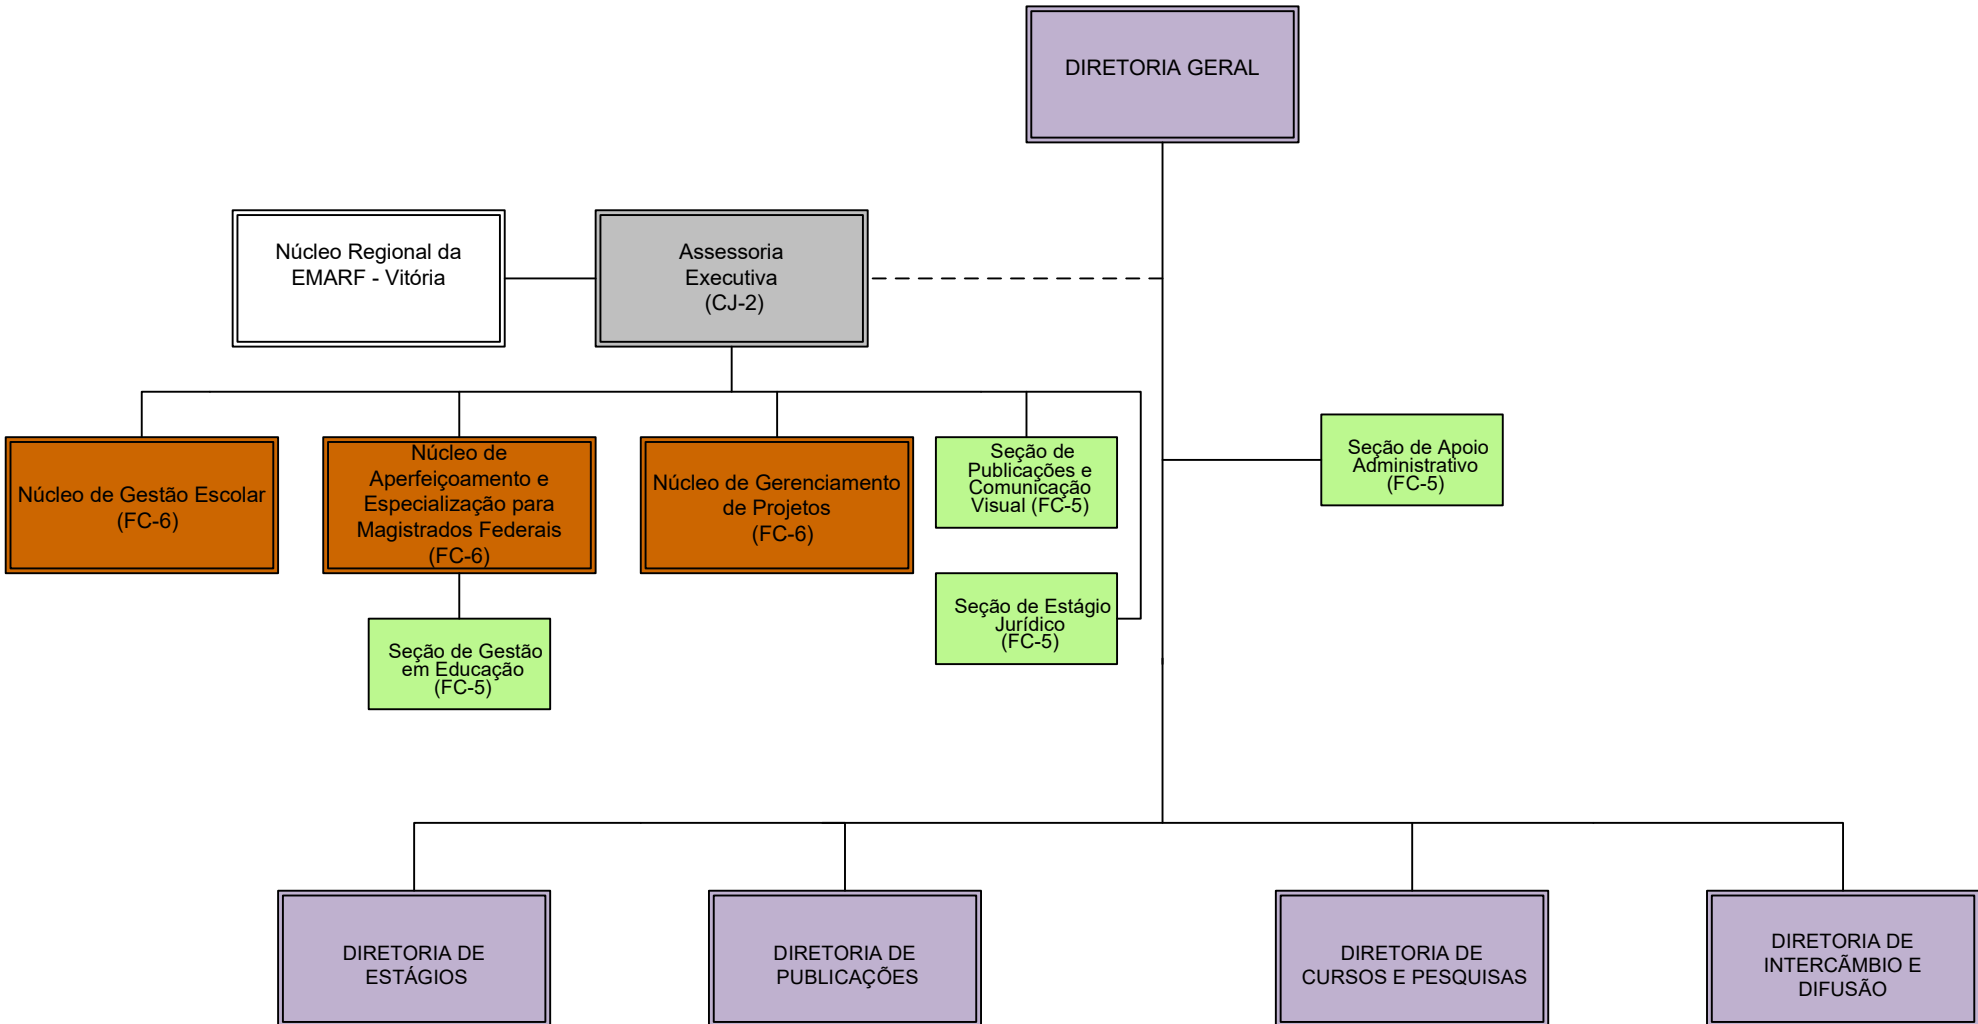 DIRETORIA GERAL
Núcleo Regional da
EMARF - Vitória
Assessoria
Executiva
(CJ-2)
Núcleo de Gestão Escolar
(FC-6)
Núcleo de
Aperfeiçoamento e
Especialização para
Magistrados Federais
(FC-6)
Núcleo de Gerenciamento
de Projetos
(FC-6)
Seção de
Publicações e
Comunicação
Visual (FC-5)
Seção de Apoio
Administrativo
(FC-5)
Seção de Estágio
Jurídico
(FC-5)
Seção de Gestão
em Educação
(FC-5)
DIRETORIA DE
ESTÁGIOS
DIRETORIA DE
PUBLICAÇÕES
DIRETORIA DE
CURSOS E PESQUISAS
DIRETORIA DE
INTERCÃMBIO E
DIFUSÃO